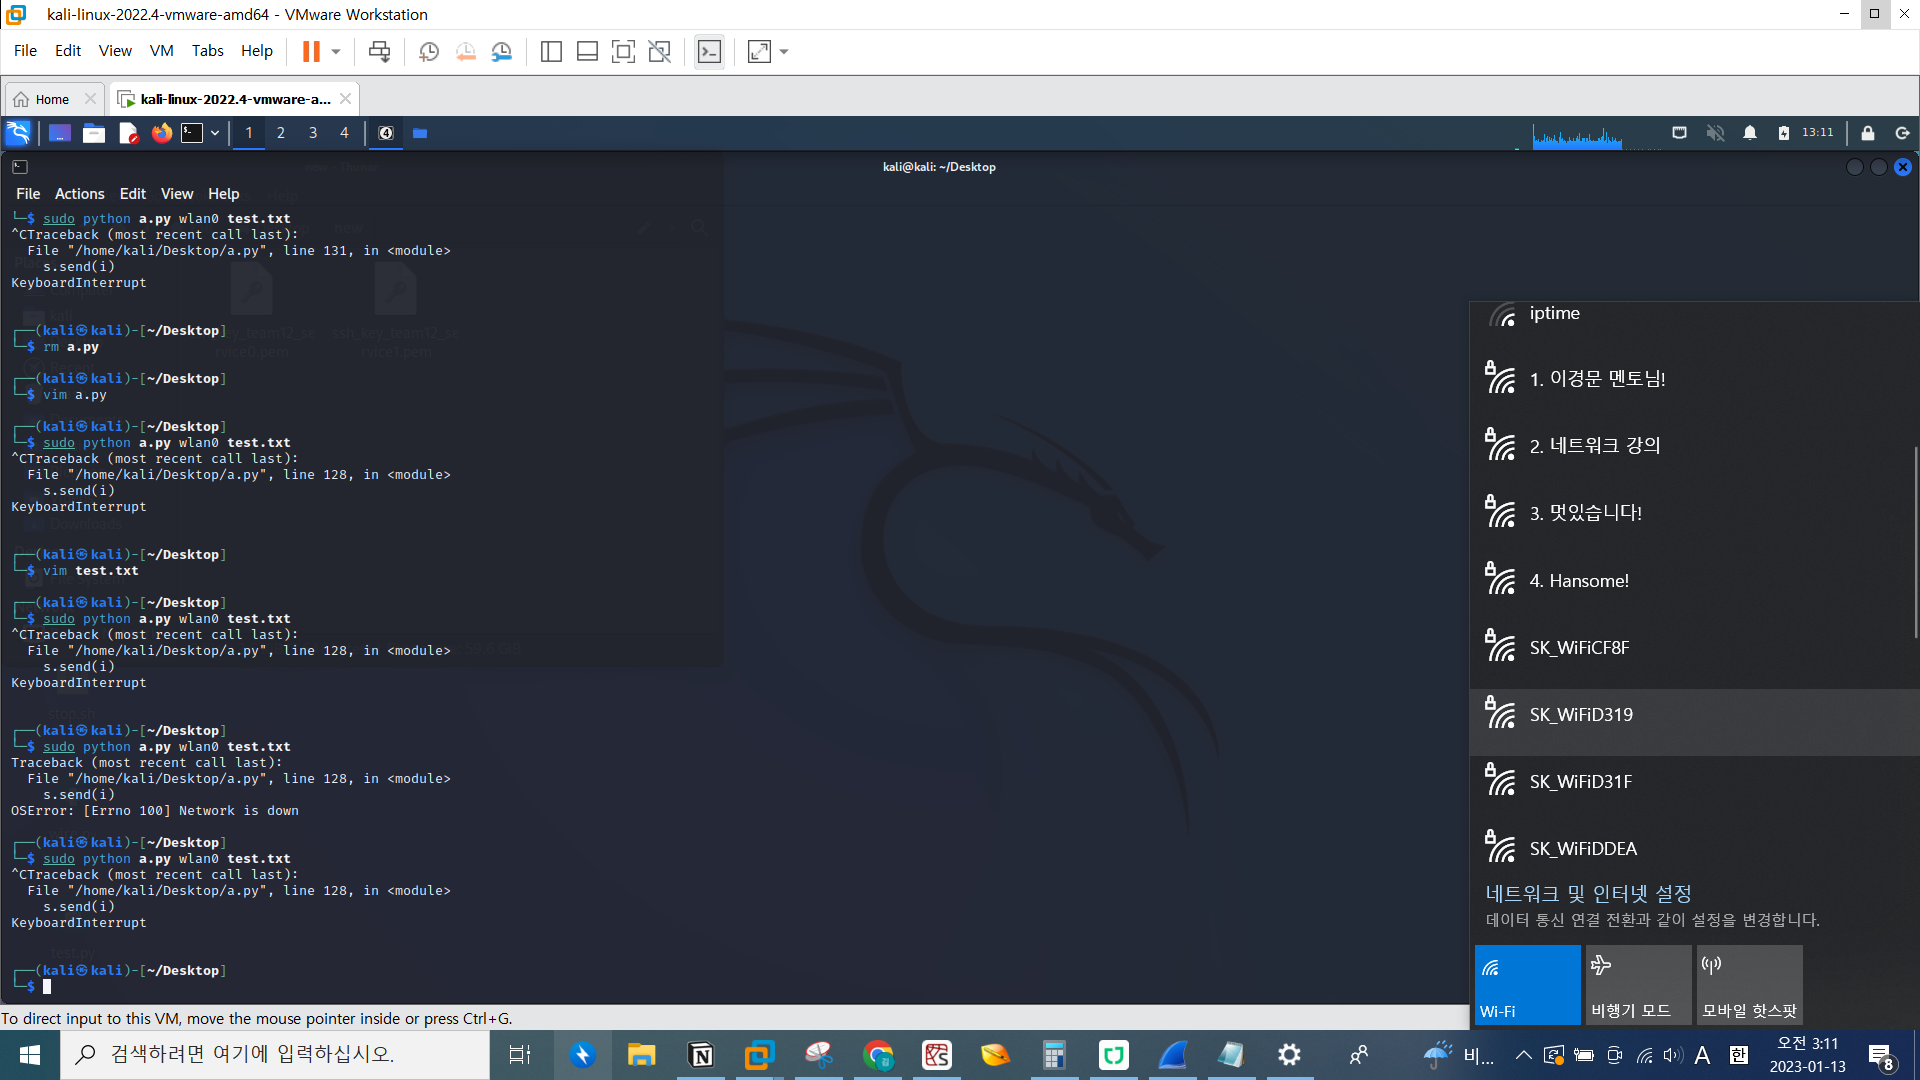 kali-linux-2022.4-vmware-amd64 - VMware Workstation
File Edit View VM Tabs Help
Home kali-linux-2022.4-vmware-a...
1 2 3 4 4 13:11
kali@kali: ~/Desktop
File Actions Edit View Help
└─$ sudo python a.py wlan0 test.txt
^CTraceback (most recent call last):
File "/home/kali/Desktop/a.py", line 131, in <module>
s.send(i)
KeyboardInterrupt
┌──(kali㉿kali)-[~/Desktop]
└─$ rm a.py
┌──(kali㉿kali)-[~/Desktop]
└─$ vim a.py
┌──(kali㉿kali)-[~/Desktop]
└─$ sudo python a.py wlan0 test.txt
^CTraceback (most recent call last):
File "/home/kali/Desktop/a.py", line 128, in <module>
s.send(i)
KeyboardInterrupt
Downloads
┌──(kali㉿kali)-[~/Desktop]
└─$ vim test.txt
┌──(kali㉿kali)-[~/Desktop]
└─$ sudo python a.py wlan0 test.txt
^CTraceback (most recent call last):
File "/home/kali/Desktop/a.py", line 128, in <module>
s.send(i)
KeyboardInterrupt
┌──(kali㉿kali)-[~/Desktop]
└─$ sudo python a.py wlan0 test.txt
Traceback (most recent call last):
File "/home/kali/Desktop/a.py", line 128, in <module>
s.send(i)
OSError: [Errno 100] Network is down
┌──(kali㉿kali)-[~/Desktop]
└─$ sudo python a.py wlan0 test.txt
^CTraceback (most recent call last):
File "/home/kali/Desktop/a.py", line 128, in <module>
s.send(i)
KeyboardInterrupt
test.py
┌──(kali㉿kali)-[~/Desktop]
└─$
iptime
1. 이경문 멘토님!
2. 네트워크 강의
3. 멋있습니다!
4. Hansome!
SK_WiFiCF8F
SK_WiFiD319
SK_WiFiD31F
SK_WiFiDDEA
네트워크 및 인터넷 설정
데이터 통신 연결 전환과 같이 설정을 변경합니다.
Wi-Fi 비행기 모드 모바일 핫스팟
To direct input to this VM, move the mouse pointer inside or press Ctrl+G.
검색하려면 여기에 입력하십시오.
비... A 한
오전 3:11
2023-01-13
8